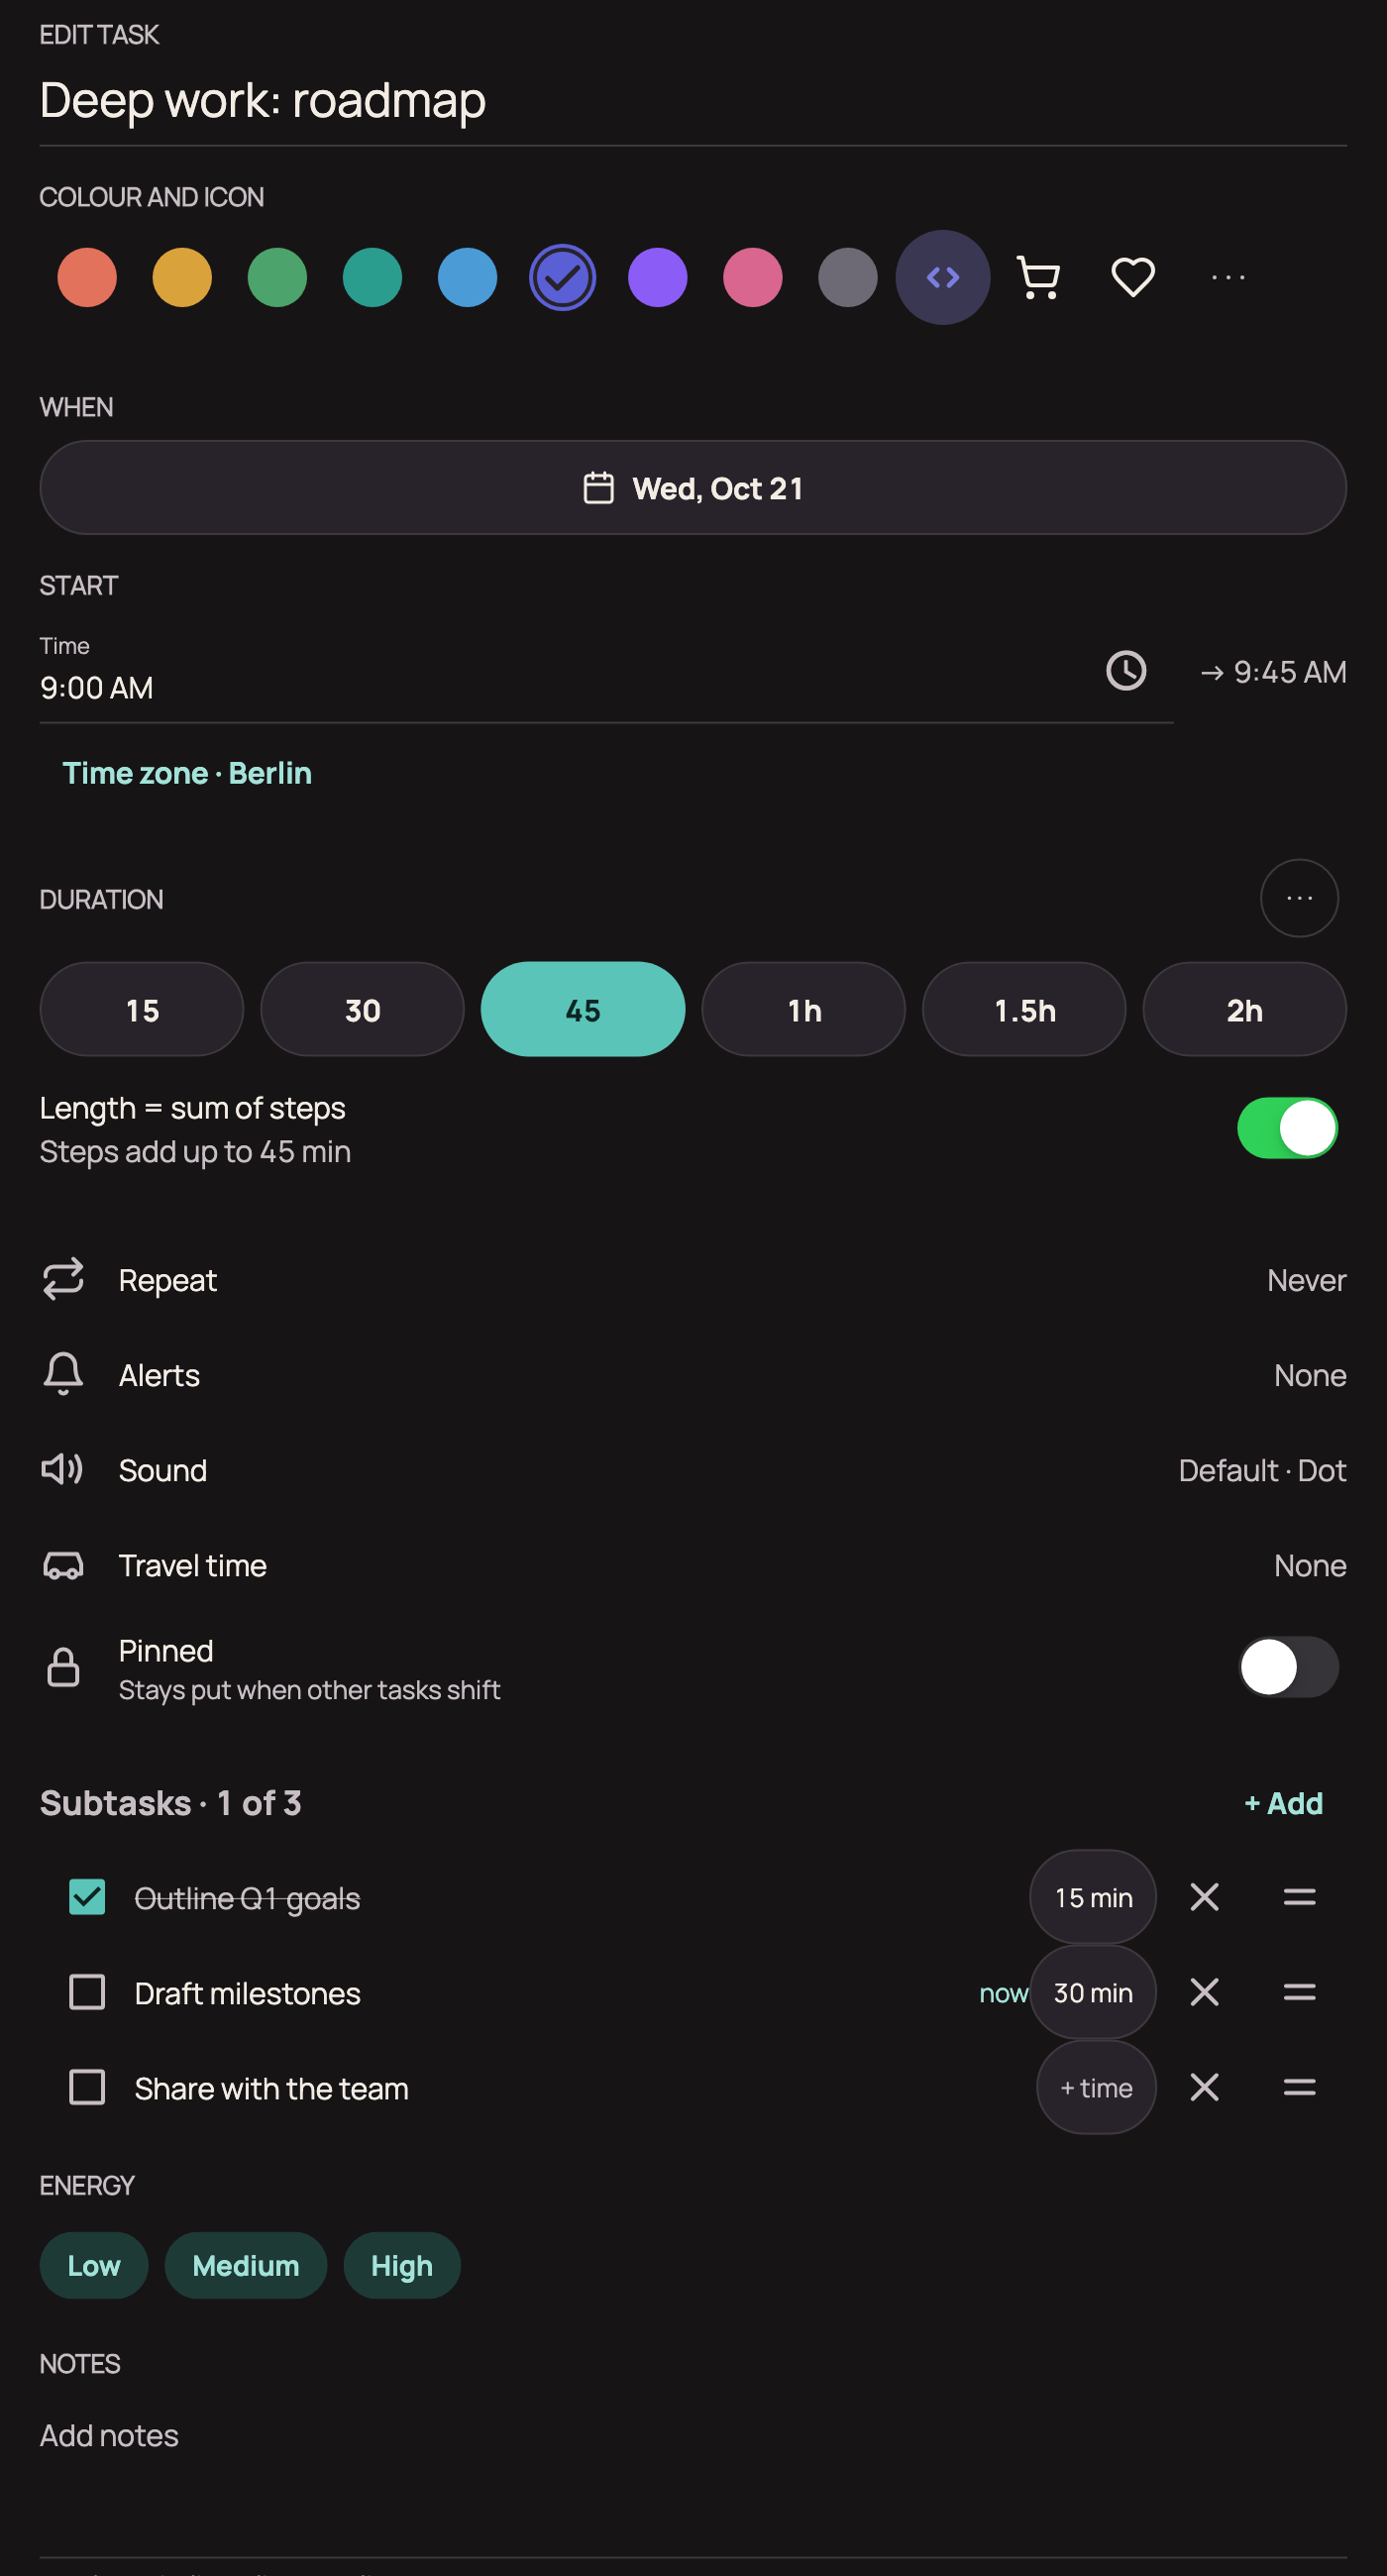 EDIT TASK
Deep work: roadmap
COLOUR AND ICON
WHEN
Wed, Oct 21
START
Time
9:00 AM
→ 9:45 AM
Time zone · Berlin
DURATION
15 30 45 1h 1.5h 2h
Length = sum of steps
Steps add up to 45 min
Repeat Never
Alerts None
Sound Default · Dot
Travel time None
Pinned
Stays put when other tasks shift
Subtasks · 1 of 3 + Add
Outline Q1 goals 15 min
Draft milestones now 30 min
Share with the team + time
ENERGY
Low Medium High
NOTES
Add notes